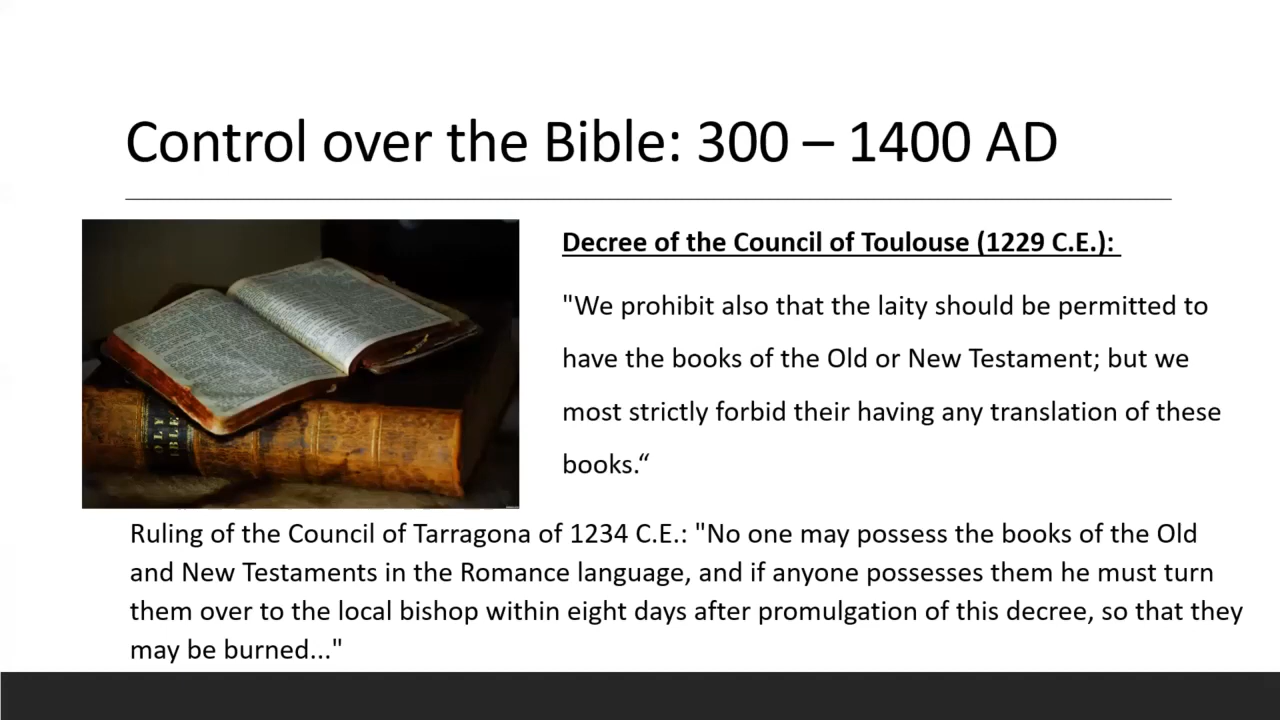 Control over the Bible: 300 – 1400 AD
Decree of the Council of Toulouse (1229 C.E.):
"We prohibit also that the laity should be permitted to
have the books of the Old or New Testament; but we
most strictly forbid their having any translation of these
books.“
Ruling of the Council of Tarragona of 1234 C.E.: "No one may possess the books of the Old
and New Testaments in the Romance language, and if anyone possesses them he must turn
them over to the local bishop within eight days after promulgation of this decree, so that they
may be burned..."